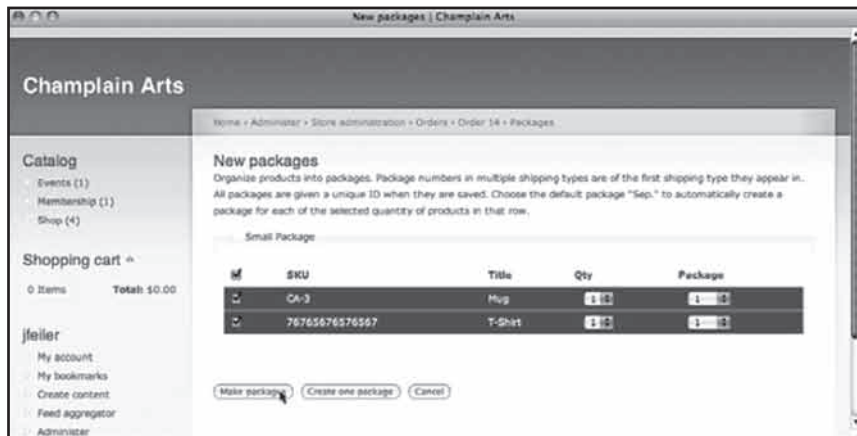 New packages | Champlain Arts
Champlain Arts
Home » Administer » Store administration » Orders » Order 14 » Packages
Catalog
Events (1)
Membership (1)
Shop (4)
Shopping cart
0 Items Total: $0.00
jfeiler
My account
My bookmarks
Create content
Feed aggregator
Administer
New packages
Organize products into packages. Package numbers in multiple shipping types are of the first shipping type they appear in.
All packages are given a unique ID when they are saved. Choose the default package "Sep." to automatically create a
package for each of the selected quantity of products in that row.
Small Package
SKU Title Qty Package
CA-3 Mug 1 1
76765676576567 T-Shirt 1 1
Make packages Create one package Cancel